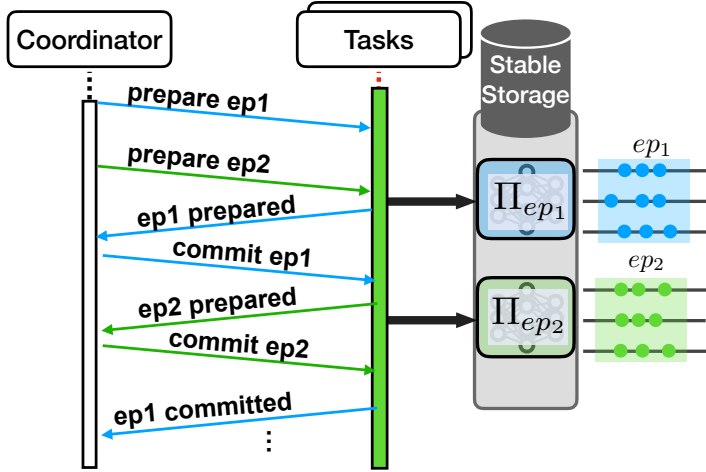 Coordinator
Tasks
Stable
Storage
prepare ep1
prepare ep2
ep1 prepared
commit ep1
ep2 prepared
commit ep2
ep1 committed
...
Π_{ep_1}
ep_1
Π_{ep_2}
ep_2